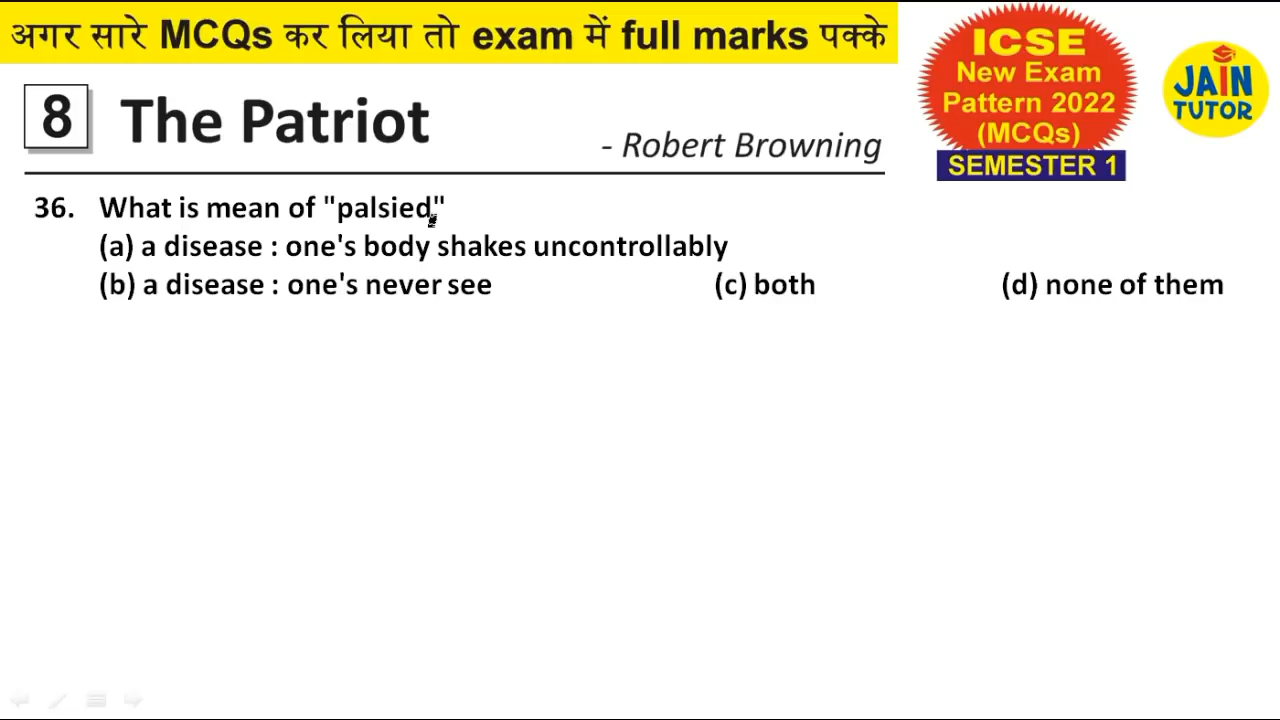 अगर सारे MCQs कर लिया तो exam में full marks पक्के
ICSE
New Exam
Pattern 2022
(MCQs)
SEMESTER 1
JAIN
TUTOR
8 The Patriot
- Robert Browning
36. What is mean of "palsied"
(a) a disease : one's body shakes uncontrollably
(b) a disease : one's never see (c) both (d) none of them